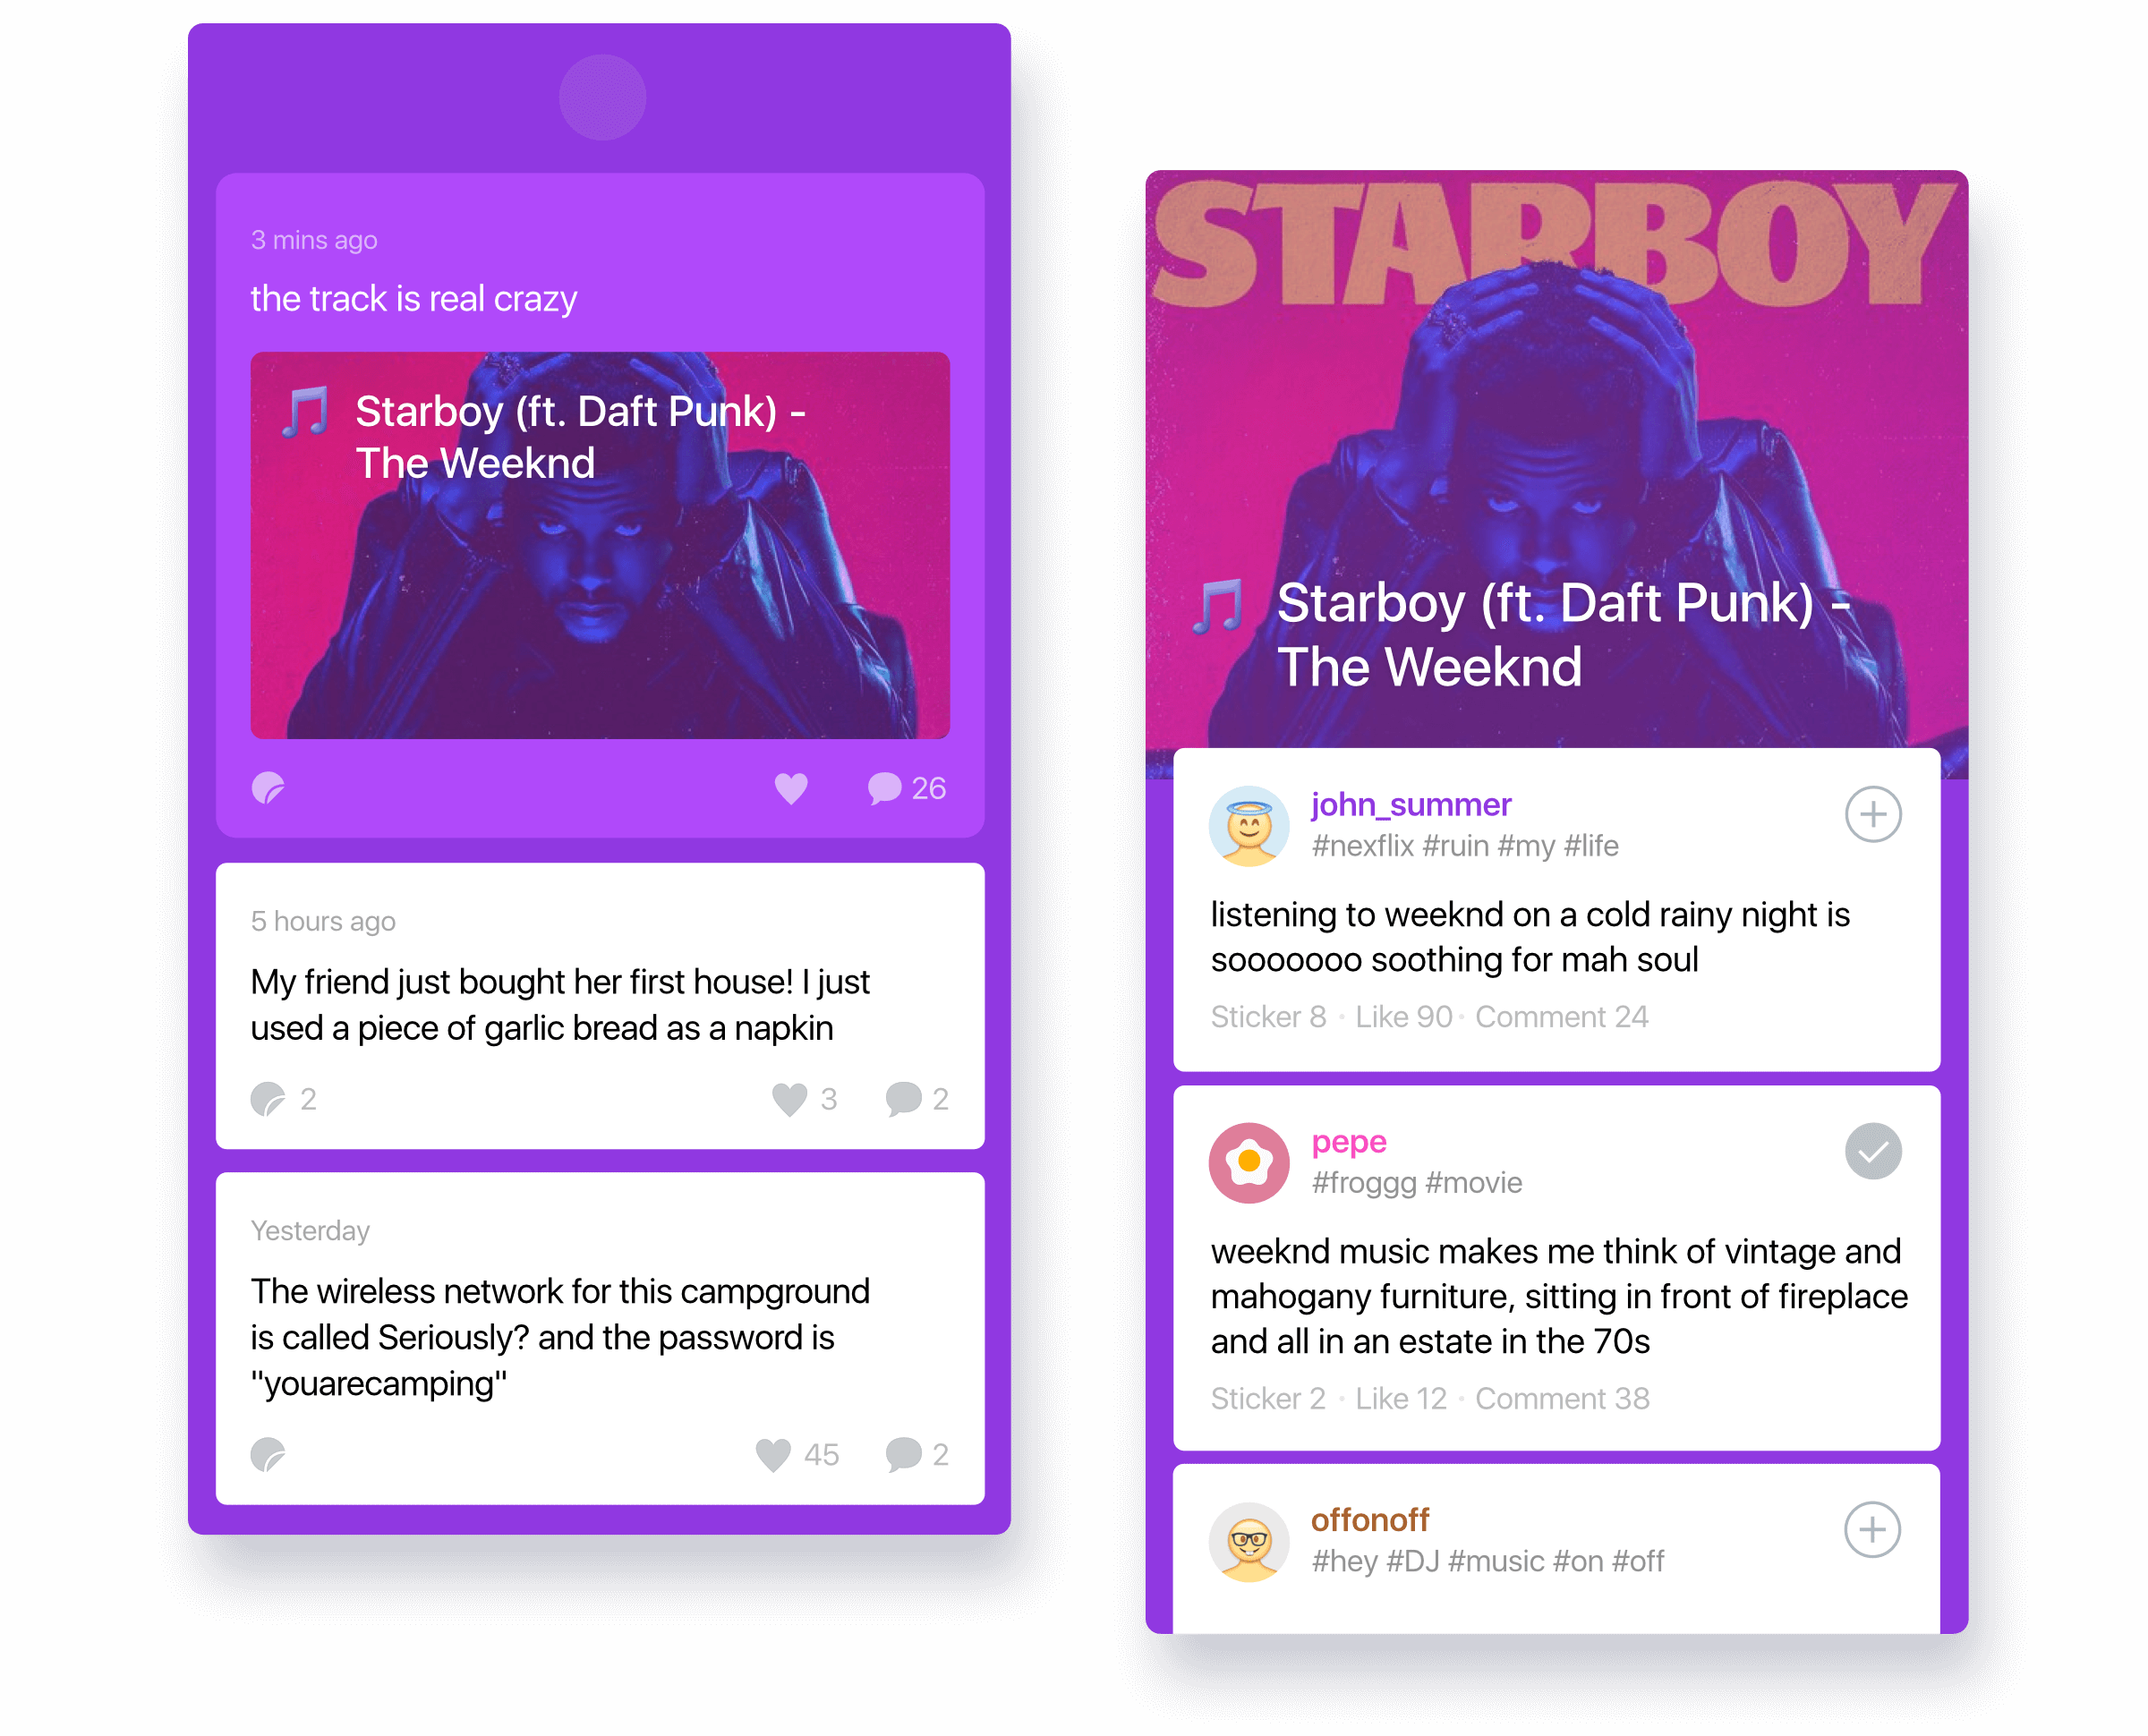 3 mins ago
the track is real crazy
Starboy (ft. Daft Punk) -
The Weeknd
26
5 hours ago
My friend just bought her first house! I just
used a piece of garlic bread as a napkin
2 3 2
Yesterday
The wireless network for this campground
is called Seriously? and the password is
"youarecamping"
45 2
STARBOY
Starboy (ft. Daft Punk) -
The Weeknd
john_summer
#nexflix #ruin #my #life
listening to weeknd on a cold rainy night is
sooooooo soothing for mah soul
Sticker 8 · Like 90 · Comment 24
pepe
#froggg #movie
weeknd music makes me think of vintage and
mahogany furniture, sitting in front of fireplace
and all in an estate in the 70s
Sticker 2 · Like 12 · Comment 38
offonoff
#hey #DJ #music #on #off